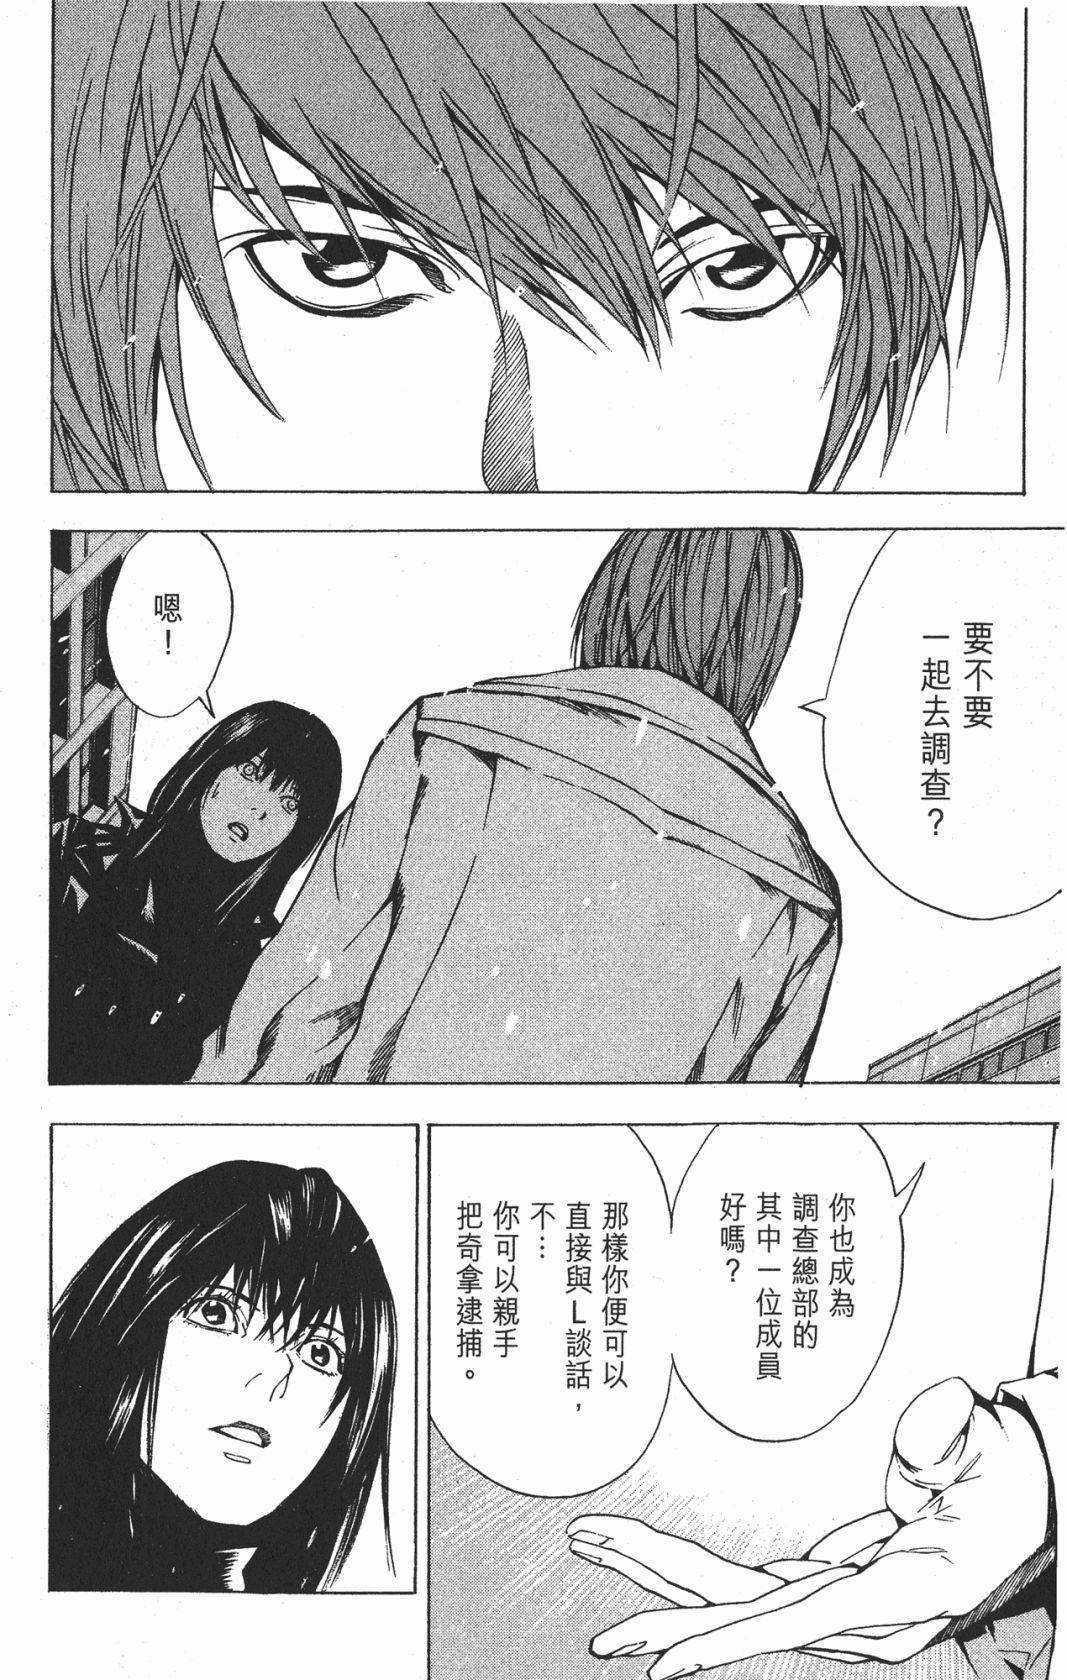 要不要
一起去調查？
嗯！
你也成為
調查總部的
其中一位成員
好嗎？
那樣你便可以
直接與L談話，
不…
你可以親手
把奇拿逮捕。